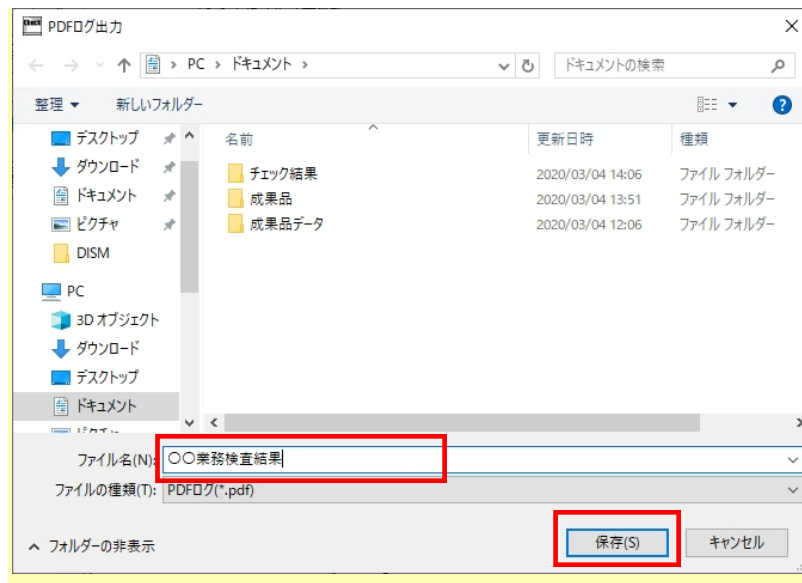 Check PDFログ出力
PC > ドキュメント > ドキュメントの検索
整理 新しいフォルダー
デスクトップ
ダウンロード
ドキュメント
ピクチャ
DISM
PC
3D オブジェクト
ダウンロード
デスクトップ
ドキュメント
名前 更新日時 種類
チェック結果 2020/03/04 14:06 ファイル フォルダー
成果品 2020/03/04 13:51 ファイル フォルダー
成果品データ 2020/03/04 12:06 ファイル フォルダー
ファイル名(N): 〇〇業務検査結果
ファイルの種類(T): PDFログ(*.pdf)
フォルダーの非表示 保存(S) キャンセル